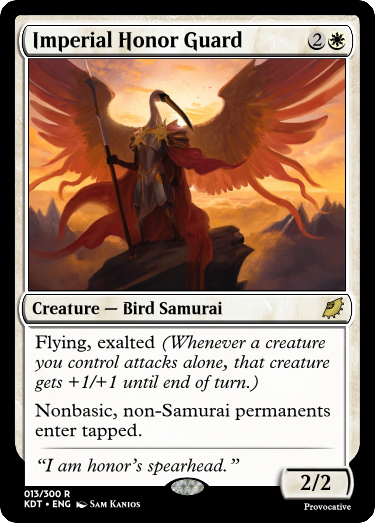 Imperial Honor Guard 2
Creature — Bird Samurai
Flying, exalted (Whenever a creature
you control attacks alone, that creature
gets +1/+1 until end of turn.)
Nonbasic, non-Samurai permanents
enter tapped.
“I am honor’s spearhead.”
2/2
013/300 R
KDT • ENG Sam Kanios
Provocative